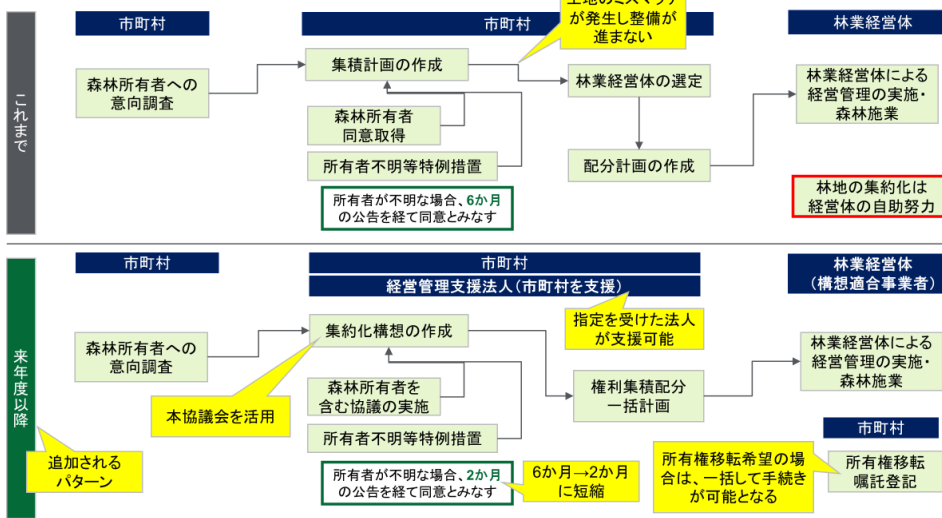 市町村
市町村
林業経営体
が発生し整備が
進まない
これまで
森林所有者への
意向調査
集積計画の作成
森林所有者
同意取得
所有者不明等特例措置
所有者が不明な場合、6か月
の公告を経て同意とみなす
林業経営体の選定
配分計画の作成
林業経営体による
経営管理の実施・
森林施業
林地の集約化は
経営体の自助努力
来年度以降
市町村
市町村
経営管理支援法人(市町村を支援)
林業経営体
(構想適合事業者)
指定を受けた法人
が支援可能
森林所有者への
意向調査
集約化構想の作成
本協議会を活用
森林所有者を
含む協議の実施
所有者不明等特例措置
所有者が不明な場合、2か月
の公告を経て同意とみなす
6か月→2か月
に短縮
権利集積配分
一括計画
林業経営体による
経営管理の実施・
森林施業
市町村
所有権移転希望の場
合は、一括して手続き
が可能となる
所有権移転
嘱託登記
追加される
パターン